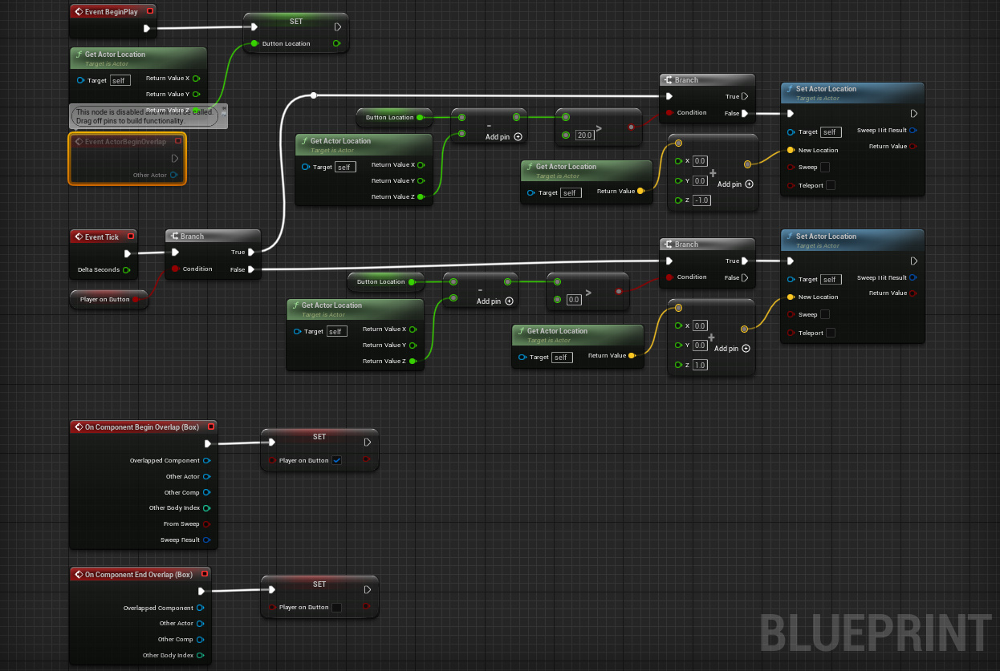 Event BeginPlay
SET
Button Location
Get Actor Location
Target is Actor
Target self
Return Value X
Return Value Y
Return Value Z
This node is disabled and will not be called.
Drag off pins to build functionality.
Event ActorBeginOverlap
Other Actor
Branch
Condition
True
False
Set Actor Location
Target is Actor
Target self
New Location
Sweep
Teleport
Sweep Hit Result
Return Value
Button Location
-
Add pin
20.0 >
Get Actor Location
Target is Actor
Target self
Return Value X
Return Value Y
Return Value Z
Get Actor Location
Target is Actor
Target self
Return Value
X 0.0
Y 0.0
Z -1.0
+
Add pin
Event Tick
Delta Seconds
Player on Button
Branch
Condition
True
False
Branch
Condition
True
False
Set Actor Location
Target is Actor
Target self
New Location
Sweep
Teleport
Sweep Hit Result
Return Value
Button Location
-
Add pin
0.0 >
Get Actor Location
Target is Actor
Target self
Return Value X
Return Value Y
Return Value Z
Get Actor Location
Target is Actor
Target self
Return Value
X 0.0
Y 0.0
Z 1.0
+
Add pin
On Component Begin Overlap (Box)
Overlapped Component
Other Actor
Other Comp
Other Body Index
From Sweep
Sweep Result
SET
Player on Button
On Component End Overlap (Box)
Overlapped Component
Other Actor
Other Comp
Other Body Index
SET
Player on Button
BLUEPRINT